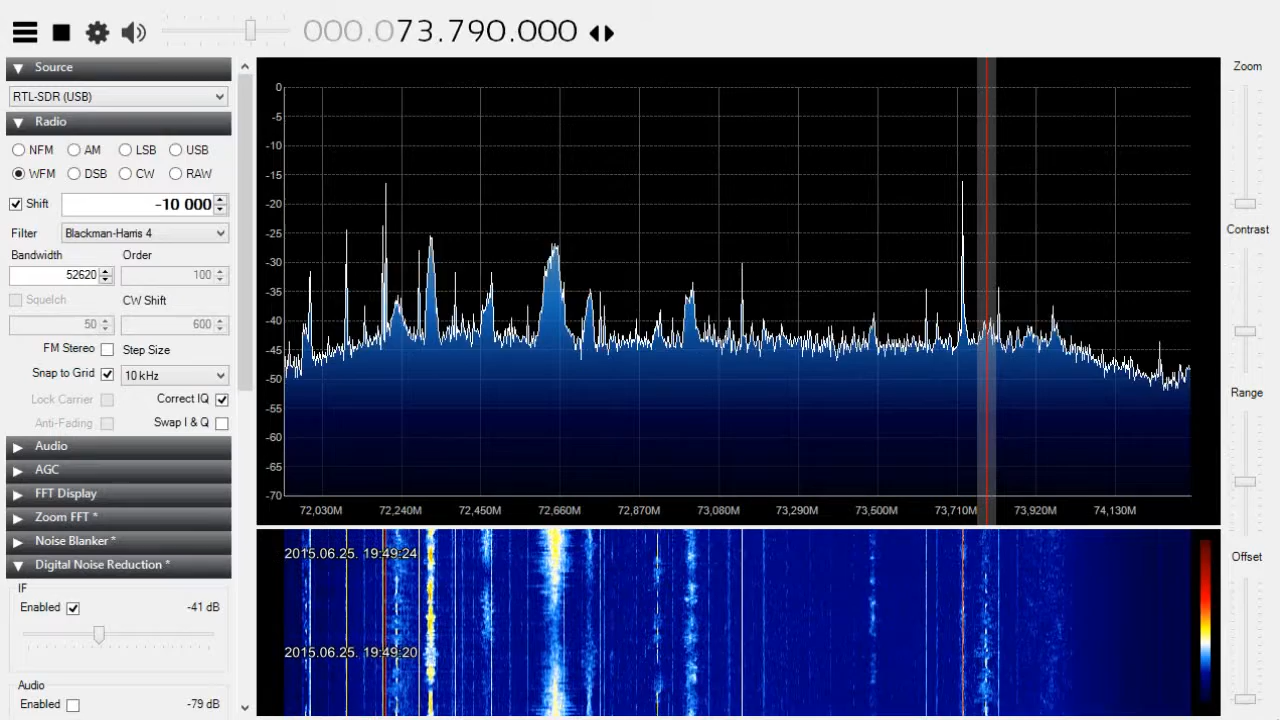 000.073.790.000
Source
RTL-SDR (USB)
Radio
NFM AM LSB USB
WFM DSB CW RAW
Shift -10 000
Filter Blackman-Harris 4
Bandwidth Order
52620 100
Squelch CW Shift
50 600
FM Stereo Step Size
Snap to Grid 10 kHz
Lock Carrier Correct IQ
Anti-Fading Swap I & Q
Audio
AGC
FFT Display
Zoom FFT *
Noise Blanker *
Digital Noise Reduction *
IF
Enabled -41 dB
Audio
Enabled -79 dB
0
-5
-10
-15
-20
-25
-30
-35
-40
-45
-50
-55
-60
-65
-70
72,030M 72,240M 72,450M 72,660M 72,870M 73,080M 73,290M 73,500M 73,710M 73,920M 74,130M
2015.06.25. 19:49:24
2015.06.25. 19:49:20
Zoom
Contrast
Range
Offset